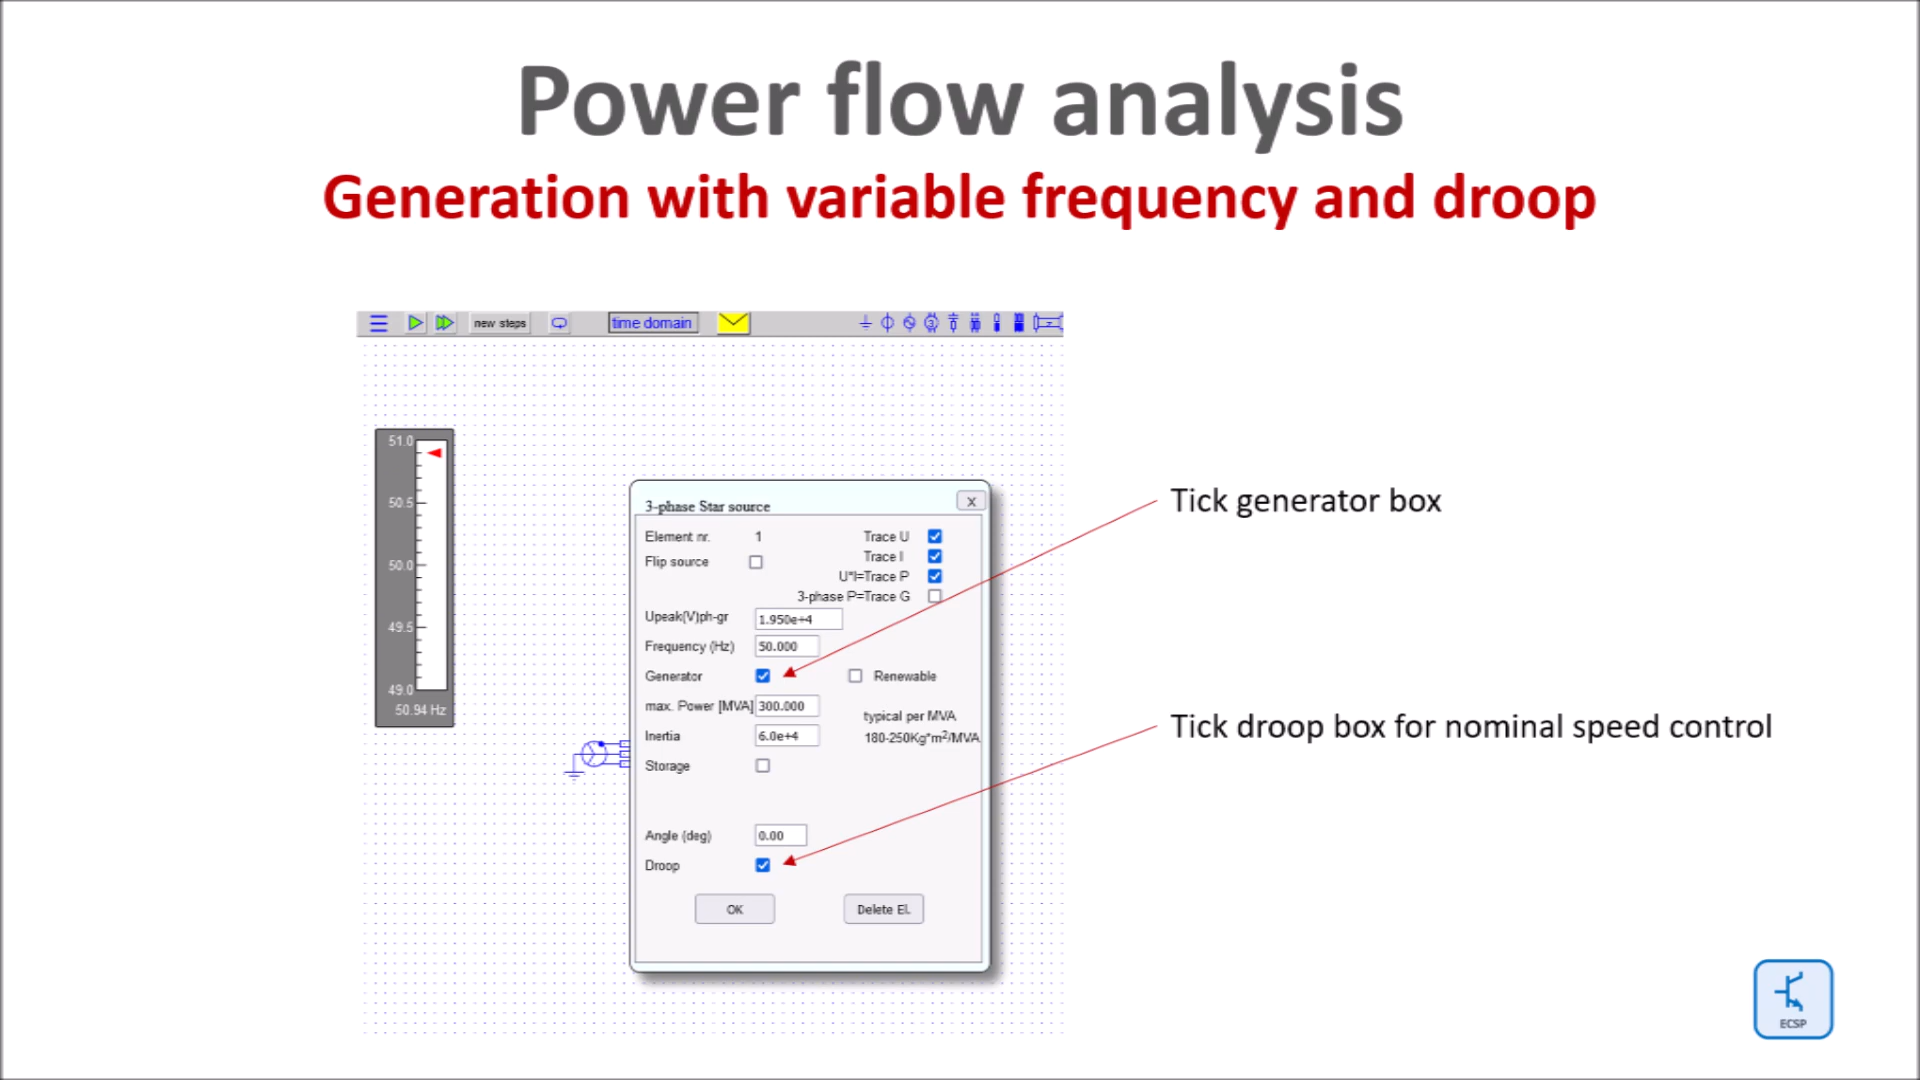 Power flow analysis
Generation with variable frequency and droop
new steps
time domain
51.0
50.5
50.0
49.5
49.0
50.94 Hz
3-phase Star source
X
Element nr. 1 Trace U
Flip source Trace I
U*I=Trace P
3-phase P=Trace G
Upeak(V)ph-gr 1.950e+4
Frequency (Hz) 50.000
Generator Renewable
max. Power [MVA] 300.000
typical per MVA
Inertia 6.0e+4 180-250Kg*m²/MVA
Storage
Angle (deg) 0.00
Droop
OK Delete El.
Tick generator box
Tick droop box for nominal speed control
ECSP